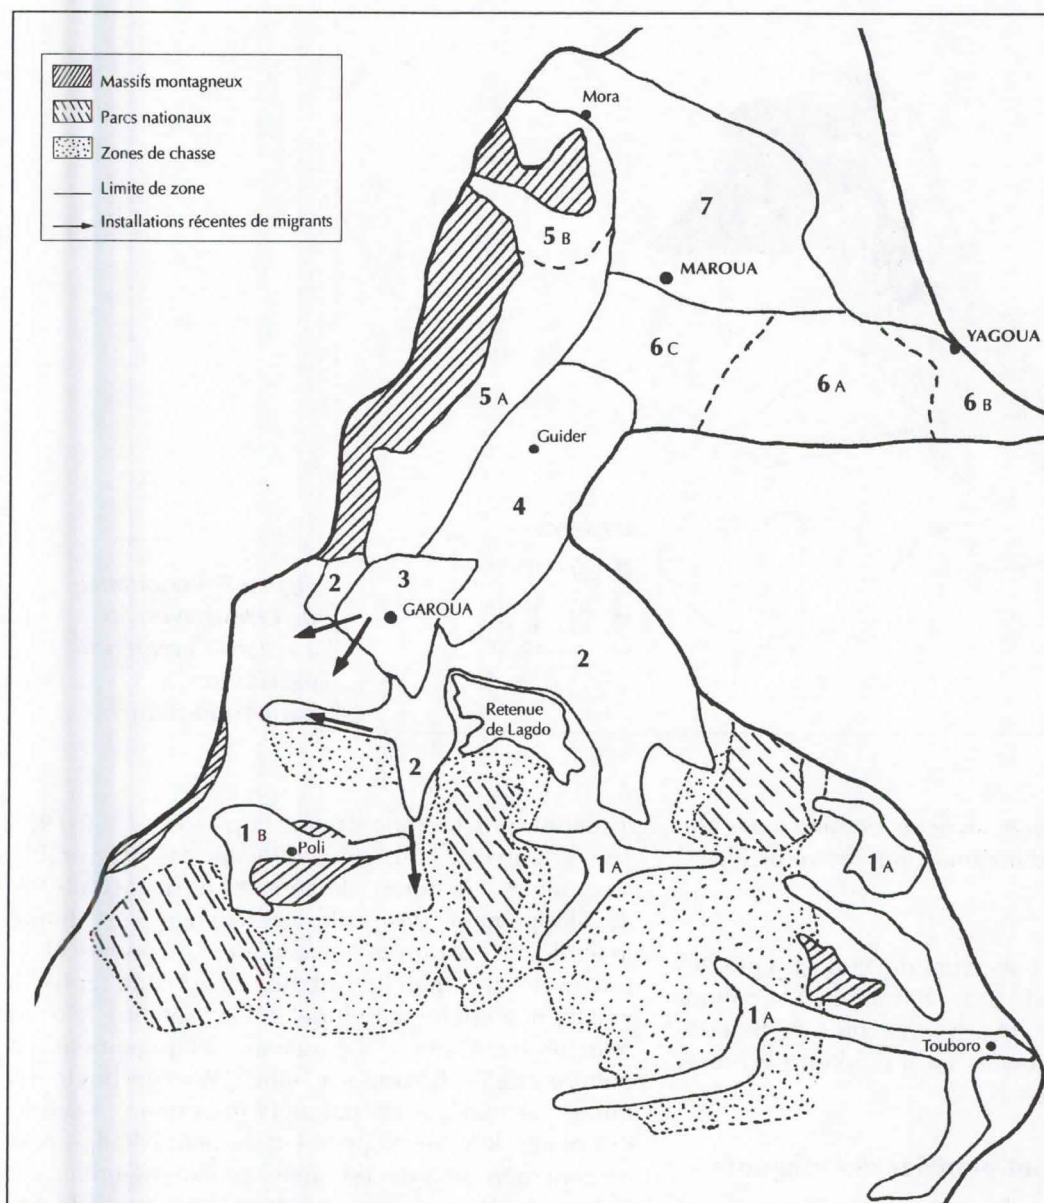 Massifs montagneux
Parcs nationaux
Zones de chasse
Limite de zone
Installations récentes de migrants
Mora
7
5 B
MAROUA
YAGOUA
6 C
6 A
6 B
5 A
Guider
4
2
3
GAROUA
2
Retenue
de Lagdo
2
1 B
Poli
1 A
1 A
1 A
Touboro